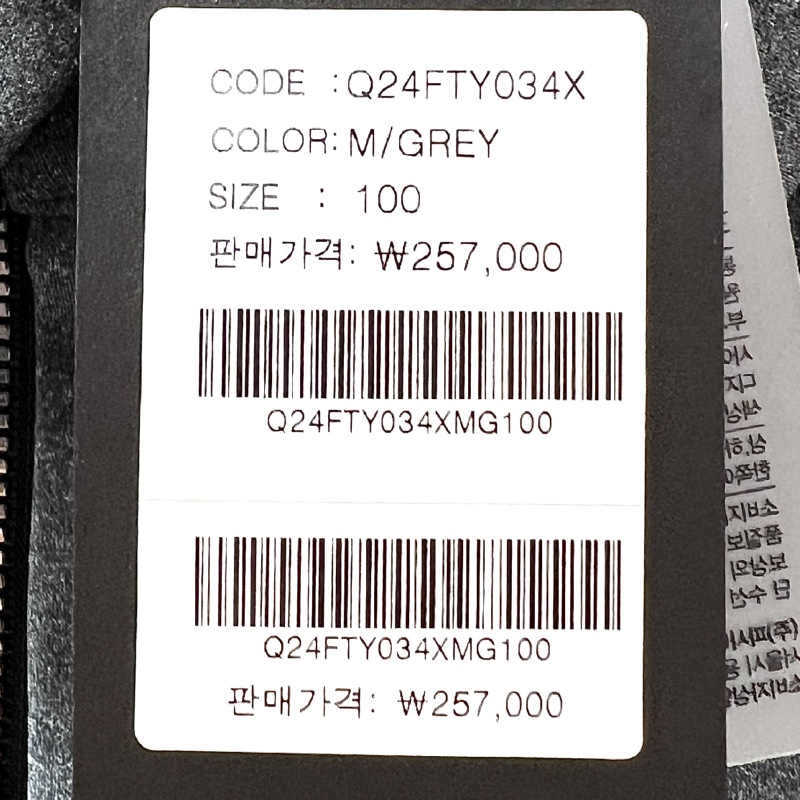 CODE :Q24FTY034X
COLOR:M/GREY
SIZE : 100
판매가격: ₩257,000
Q24FTY034XMG100
Q24FTY034XMG100
판매가격: ₩257,000